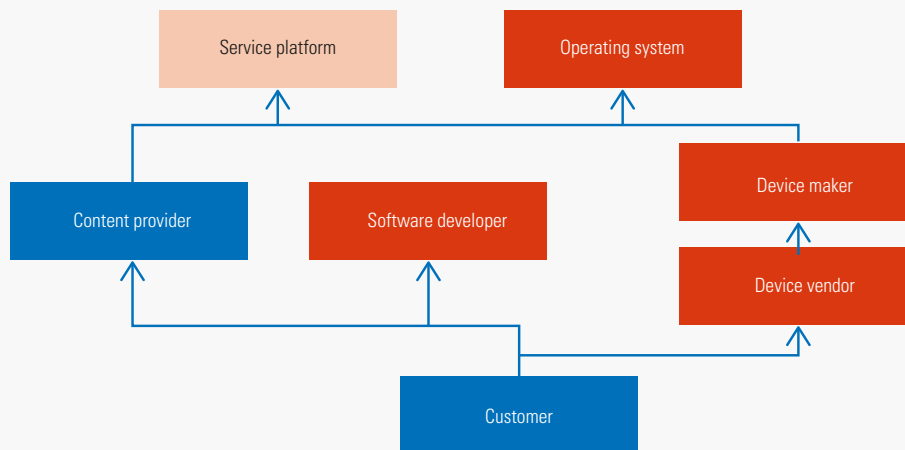 Service platform
Operating system
Device maker
Content provider
Software developer
Device vendor
Customer